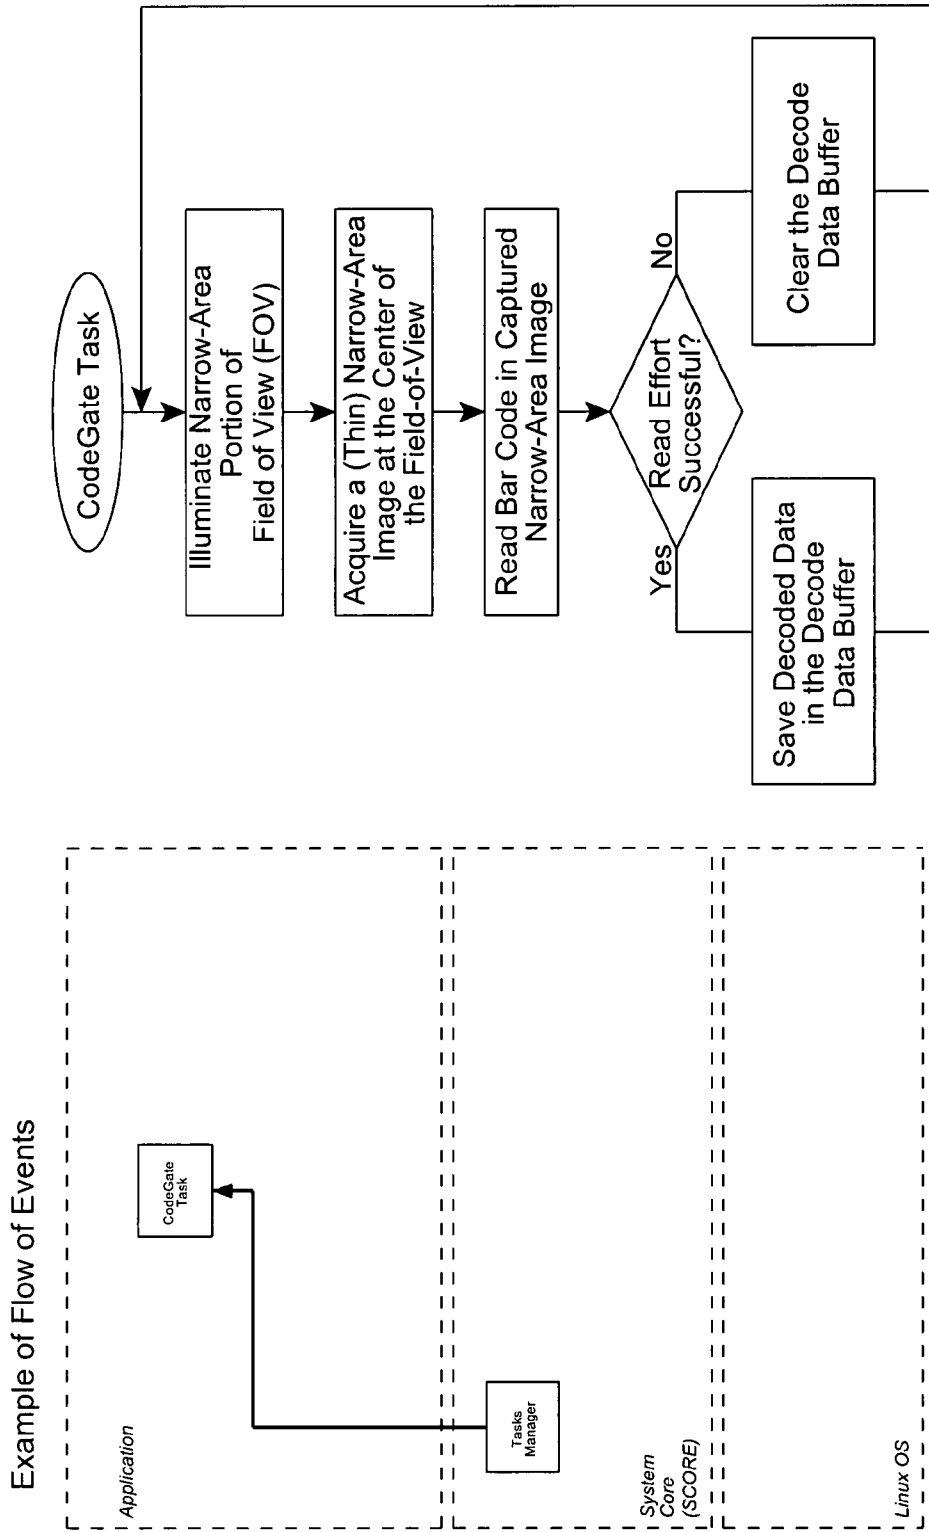 Example of Flow of Events
Application
CodeGate
Task
Tasks
Manager
System
Core
(SCORE)
Linux OS
CodeGate Task
Illuminate Narrow-Area
Portion of
Field of View (FOV)
Acquire a (Thin) Narrow-Area
Image at the Center of
the Field-of-View
Read Bar Code in Captured
Narrow-Area Image
Read Effort
Successful?
Yes
No
Save Decoded Data
in the Decode
Data Buffer
Clear the Decode
Data Buffer